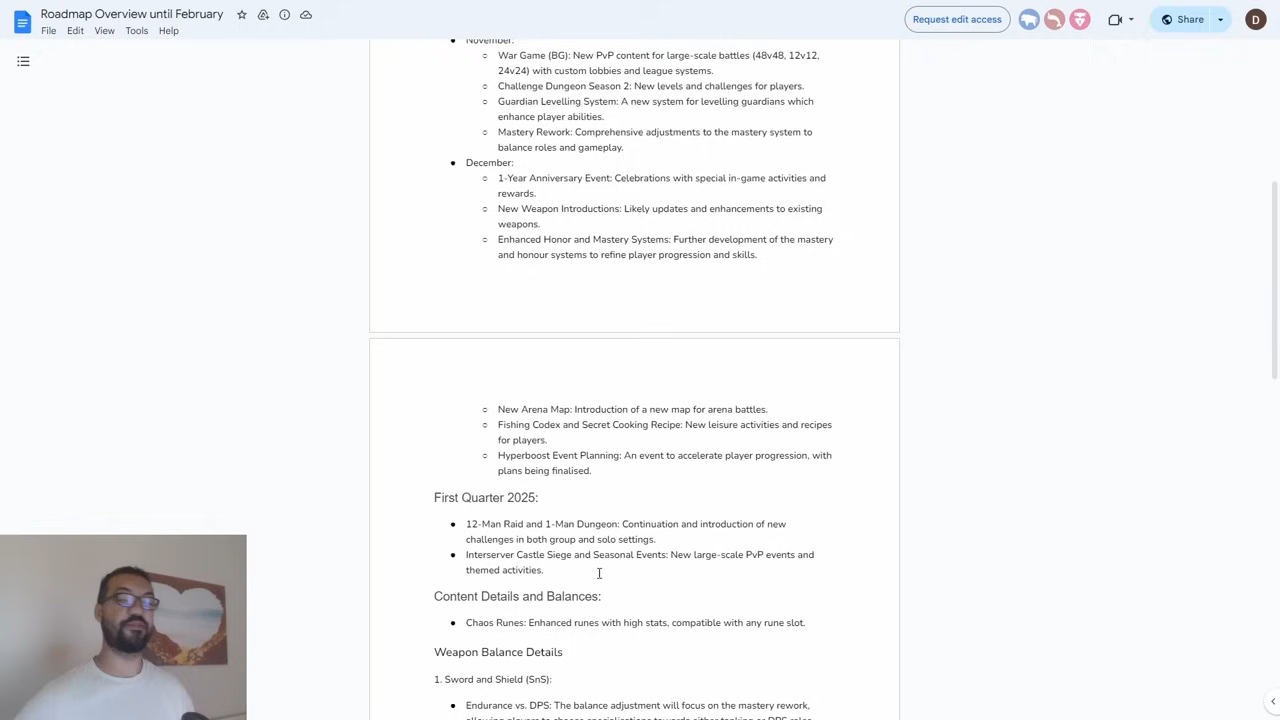 Roadmap Overview until February
File Edit View Tools Help
Request edit access
Share
D
November:
○ War Game (BG): New PvP content for large-scale battles (48v48, 12v12,
24v24) with custom lobbies and league systems.
○ Challenge Dungeon Season 2: New levels and challenges for players.
○ Guardian Levelling System: A new system for levelling guardians which
enhance player abilities.
○ Mastery Rework: Comprehensive adjustments to the mastery system to
balance roles and gameplay.
● December:
○ 1-Year Anniversary Event: Celebrations with special in-game activities and
rewards.
○ New Weapon Introductions: Likely updates and enhancements to existing
weapons.
○ Enhanced Honor and Mastery Systems: Further development of the mastery
and honour systems to refine player progression and skills.
○ New Arena Map: Introduction of a new map for arena battles.
○ Fishing Codex and Secret Cooking Recipe: New leisure activities and recipes
for players.
○ Hyperboost Event Planning: An event to accelerate player progression, with
plans being finalised.
First Quarter 2025:
● 12-Man Raid and 1-Man Dungeon: Continuation and introduction of new
challenges in both group and solo settings.
● Interserver Castle Siege and Seasonal Events: New large-scale PvP events and
themed activities.
Content Details and Balances:
● Chaos Runes: Enhanced runes with high stats, compatible with any rune slot.
Weapon Balance Details
1. Sword and Shield (SnS):
● Endurance vs. DPS: The balance adjustment will focus on the mastery rework,
allowing players to choose specialisations towards either tanking or DPS roles